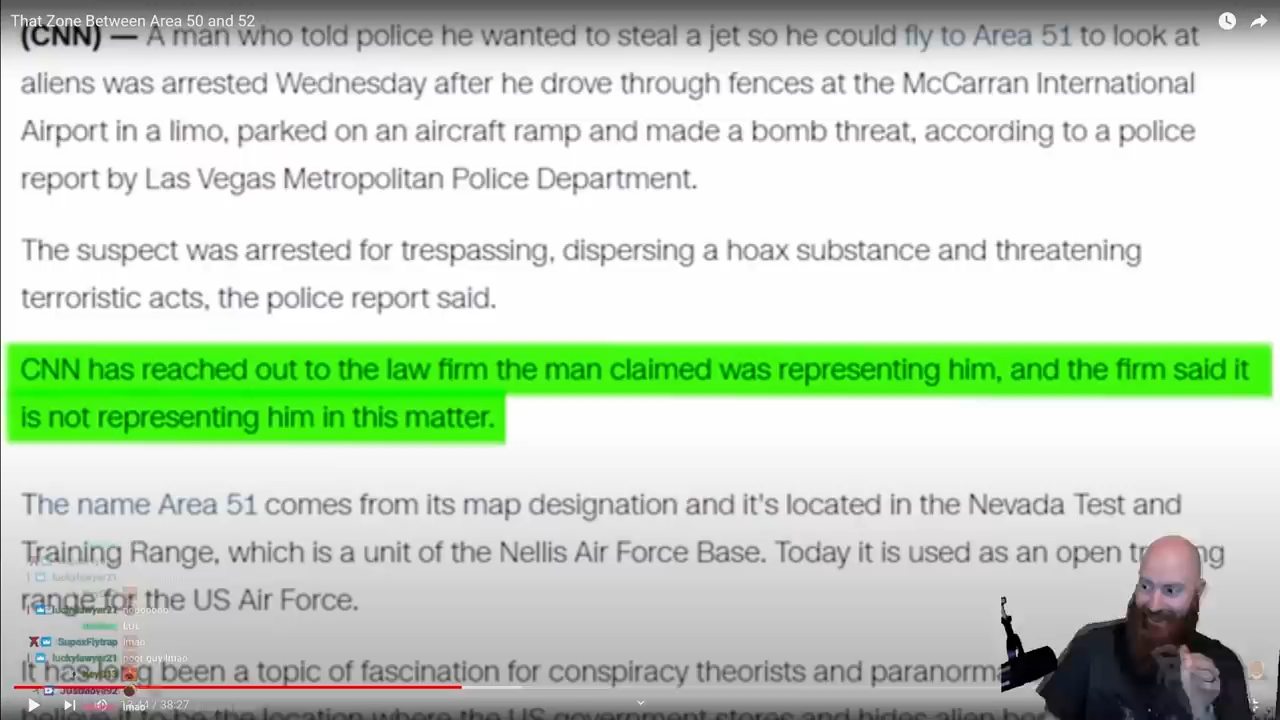 That Zone Between Area 50 and 52
(CNN) — A man who told police he wanted to steal a jet so he could fly to Area 51 to look at
aliens was arrested Wednesday after he drove through fences at the McCarran International
Airport in a limo, parked on an aircraft ramp and made a bomb threat, according to a police
report by Las Vegas Metropolitan Police Department.
The suspect was arrested for trespassing, dispersing a hoax substance and threatening
terroristic acts, the police report said.
CNN has reached out to the law firm the man claimed was representing him, and the firm said it
is not representing him in this matter.
The name Area 51 comes from its map designation and it's located in the Nevada Test and
Training Range, which is a unit of the Nellis Air Force Base. Today it is used as an open
range for the US Air Force.
luckylawyer21
luckylawyer21 nooooooo
LUL
SuperFlytrap lmao
luckylawyer21 poor guy lmao
It has long been a topic of fascination for conspiracy theorists and
/ 38:27
lmao